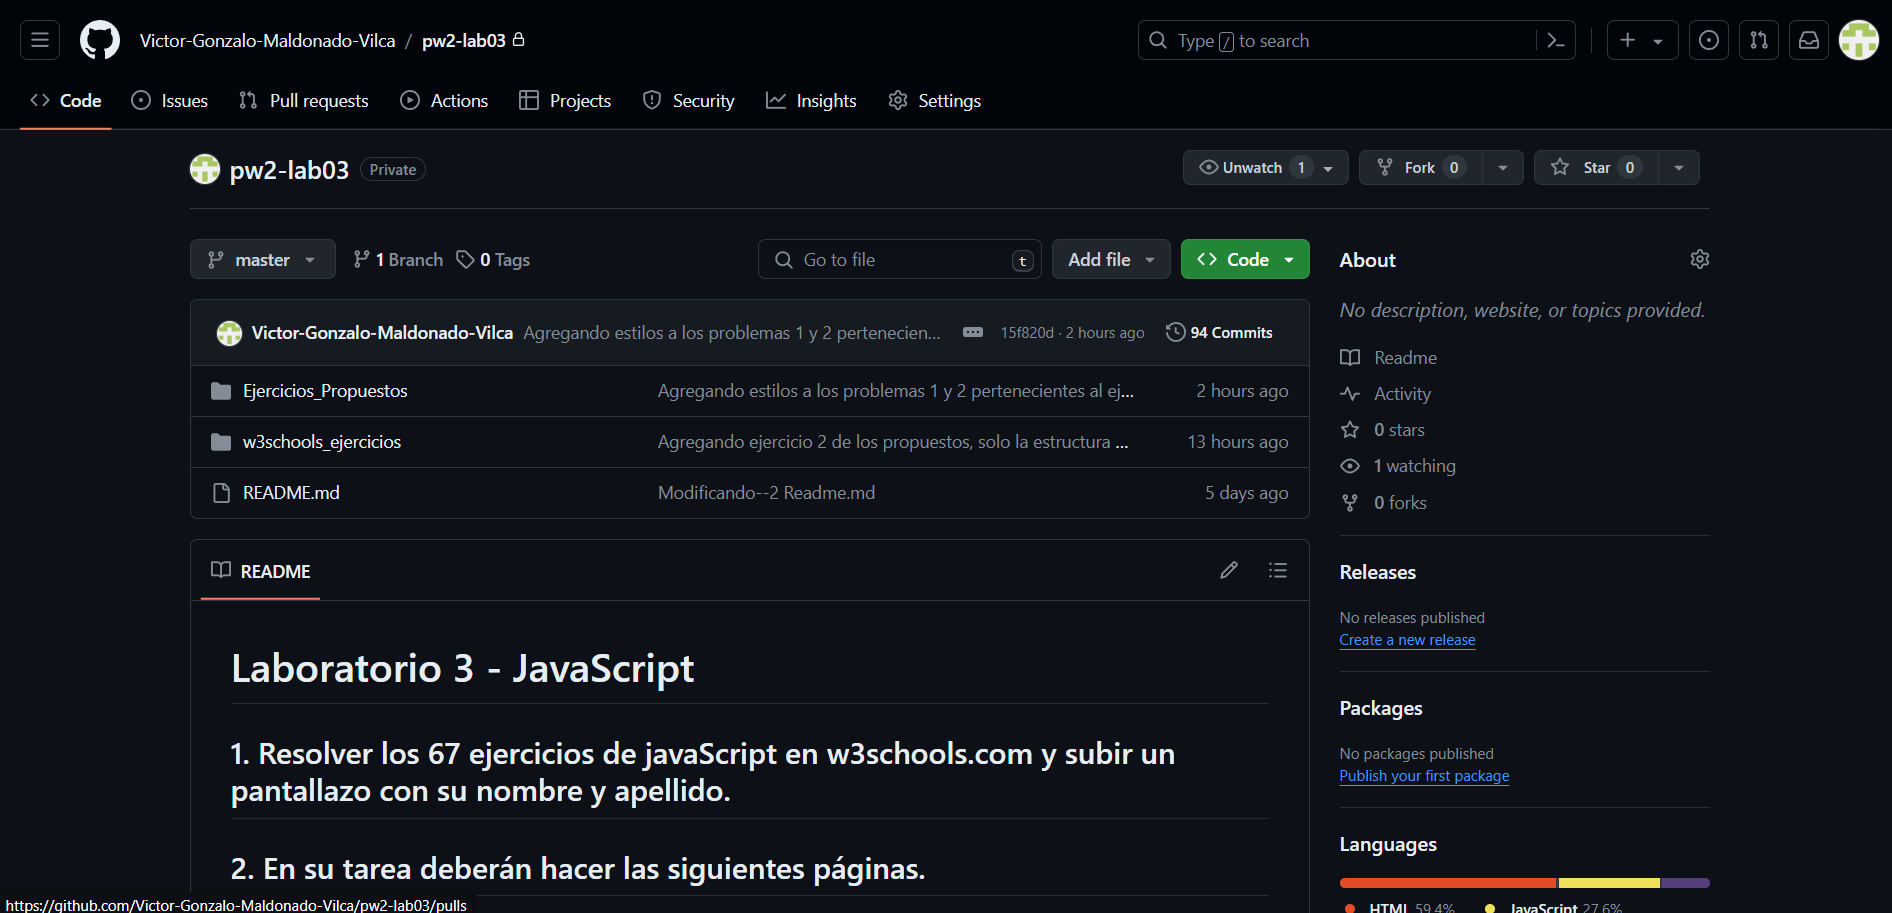 Victor-Gonzalo-Maldonado-Vilca / pw2-lab03
Type / to search
Code Issues Pull requests Actions Projects Security Insights Settings
pw2-lab03 Private
Unwatch 1 Fork 0 Star 0
master 1 Branch 0 Tags
Go to file t Add file Code
Victor-Gonzalo-Maldonado-Vilca Agregando estilos a los problemas 1 y 2 pertenecien... 15f820d · 2 hours ago 94 Commits
Ejercicios_Propuestos Agregando estilos a los problemas 1 y 2 pertenecientes al ej... 2 hours ago
w3schools_ejercicios Agregando ejercicio 2 de los propuestos, solo la estructura ... 13 hours ago
README.md Modificando--2 Readme.md 5 days ago
README
Laboratorio 3 - JavaScript
1. Resolver los 67 ejercicios de javaScript en w3schools.com y subir un
pantallazo con su nombre y apellido.
2. En su tarea deberán hacer las siguientes páginas.
About
No description, website, or topics provided.
Readme
Activity
0 stars
1 watching
0 forks
Releases
No releases published
Create a new release
Packages
No packages published
Publish your first package
Languages
HTML 59.4% JavaScript 27.6%
https://github.com/Victor-Gonzalo-Maldonado-Vilca/pw2-lab03/pulls